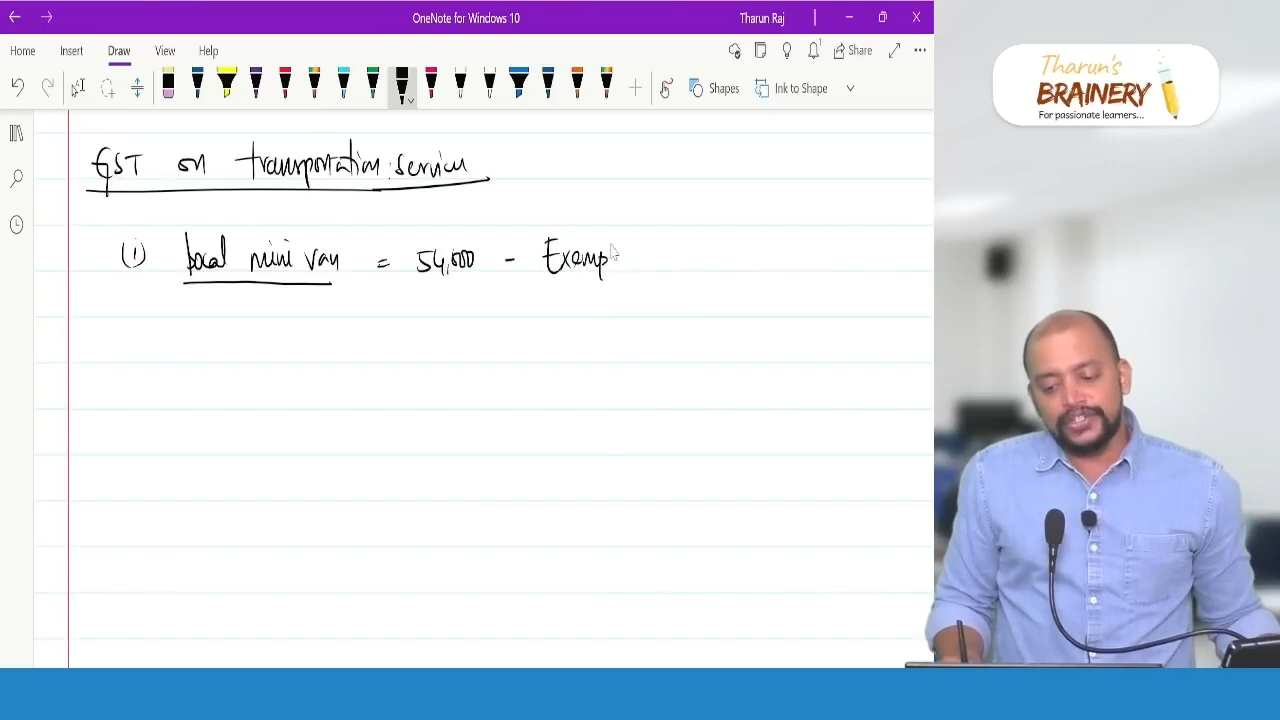 OneNote for Windows 10
Tharun Raj
Home Insert Draw View Help
Share
Shapes
Ink to Shape
Tharun's
BRAINERY
For passionate learners...
GST on transportation service
(i) Local mini van = 54,000 - Exemp